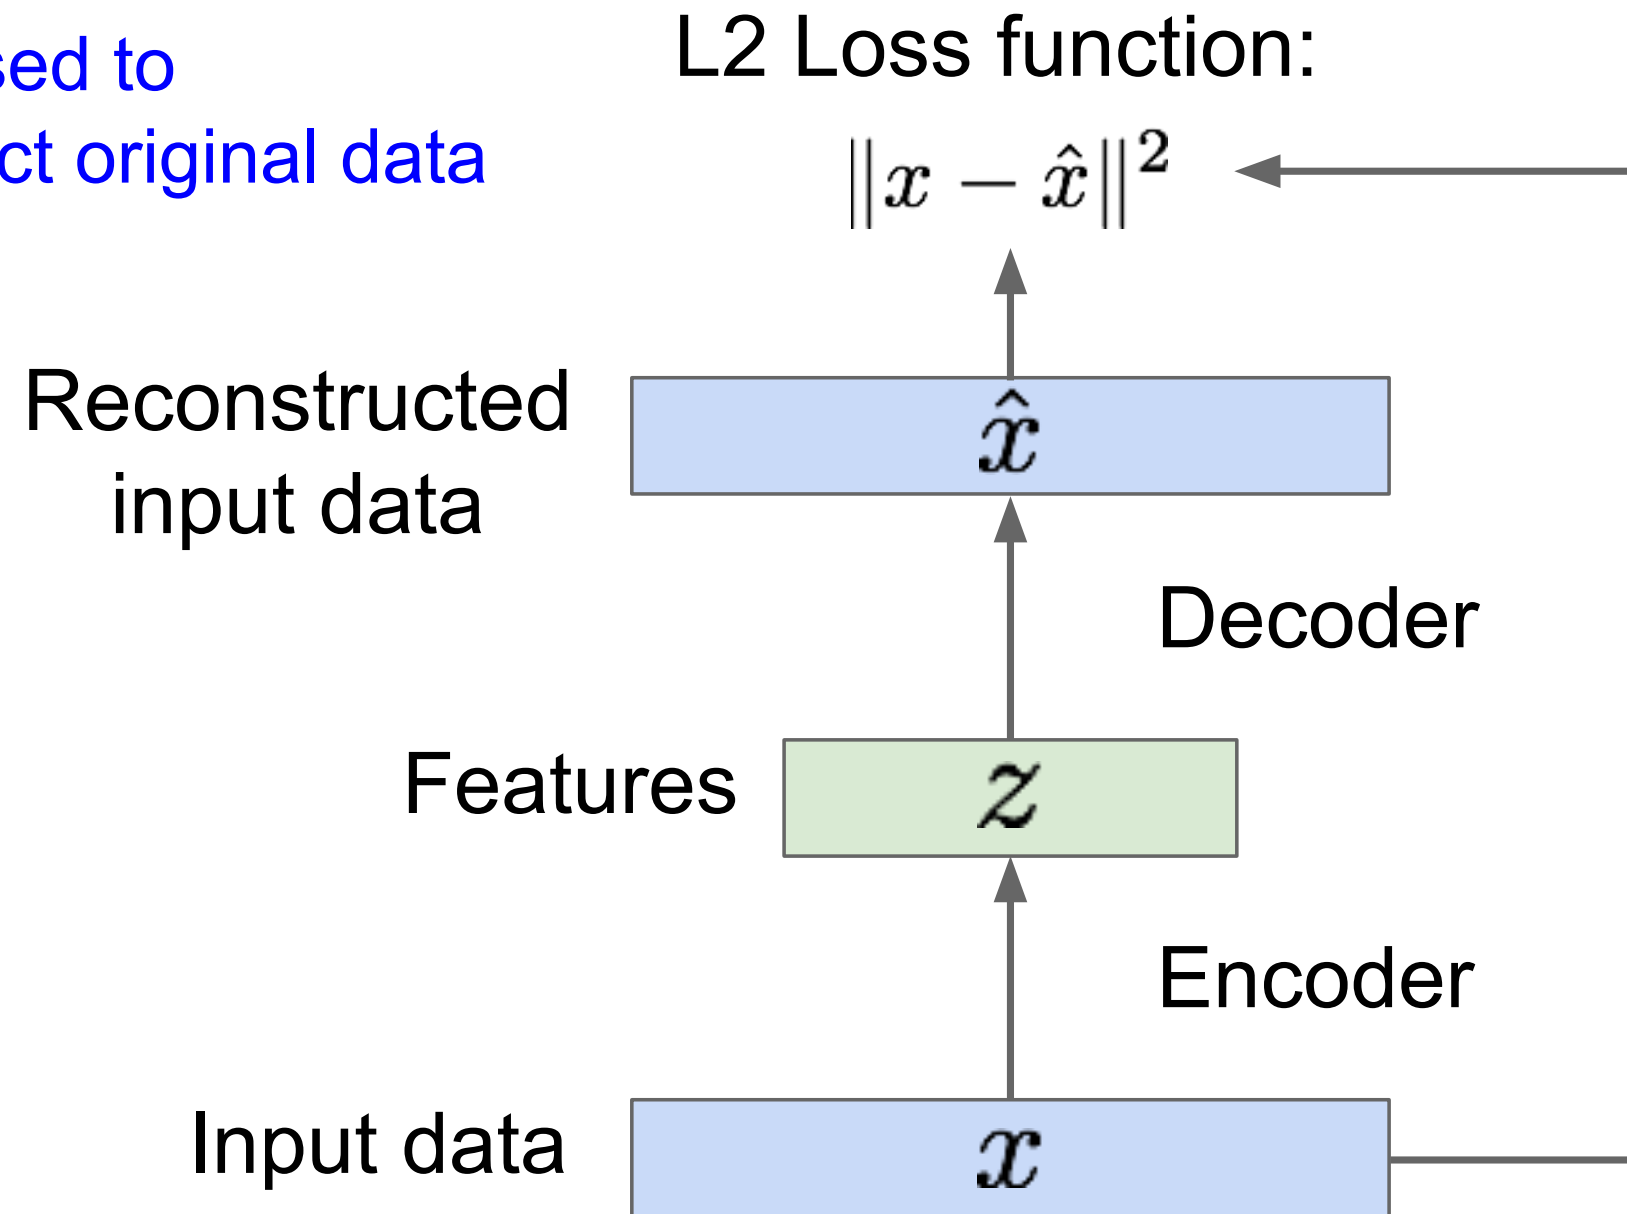 sed to
ct original data
L2 Loss function:
‖x − x̂‖²
Reconstructed
input data
x̂
Decoder
Features
z
Encoder
Input data
x